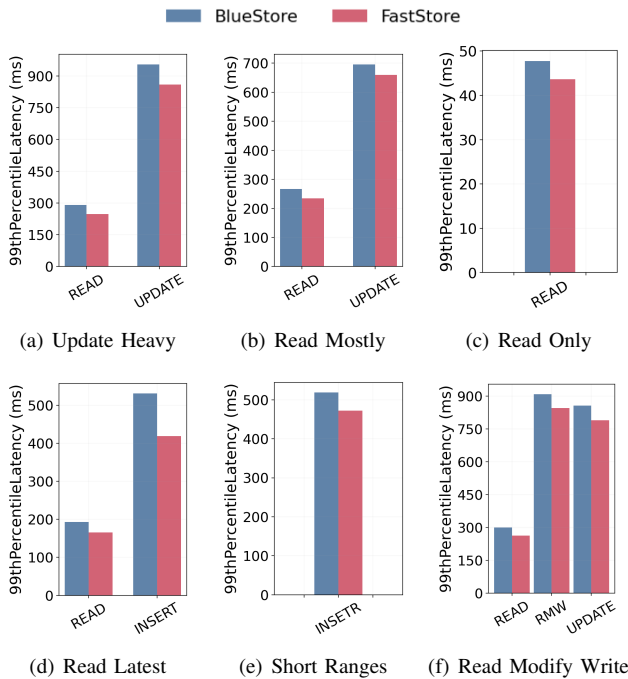 BlueStore FastStore
99thPercentileLatency (ms)
900
750
600
450
300
150
0
READ UPDATE
(a) Update Heavy
99thPercentileLatency (ms)
700
600
500
400
300
200
100
0
READ UPDATE
(b) Read Mostly
99thPercentileLatency (ms)
50
40
30
20
10
0
READ
(c) Read Only
99thPercentileLatency (ms)
500
400
300
200
100
0
READ INSERT
(d) Read Latest
99thPercentileLatency (ms)
500
400
300
200
100
0
INSETR
(e) Short Ranges
99thPercentileLatency (ms)
900
750
600
450
300
150
0
READ RMW UPDATE
(f) Read Modify Write